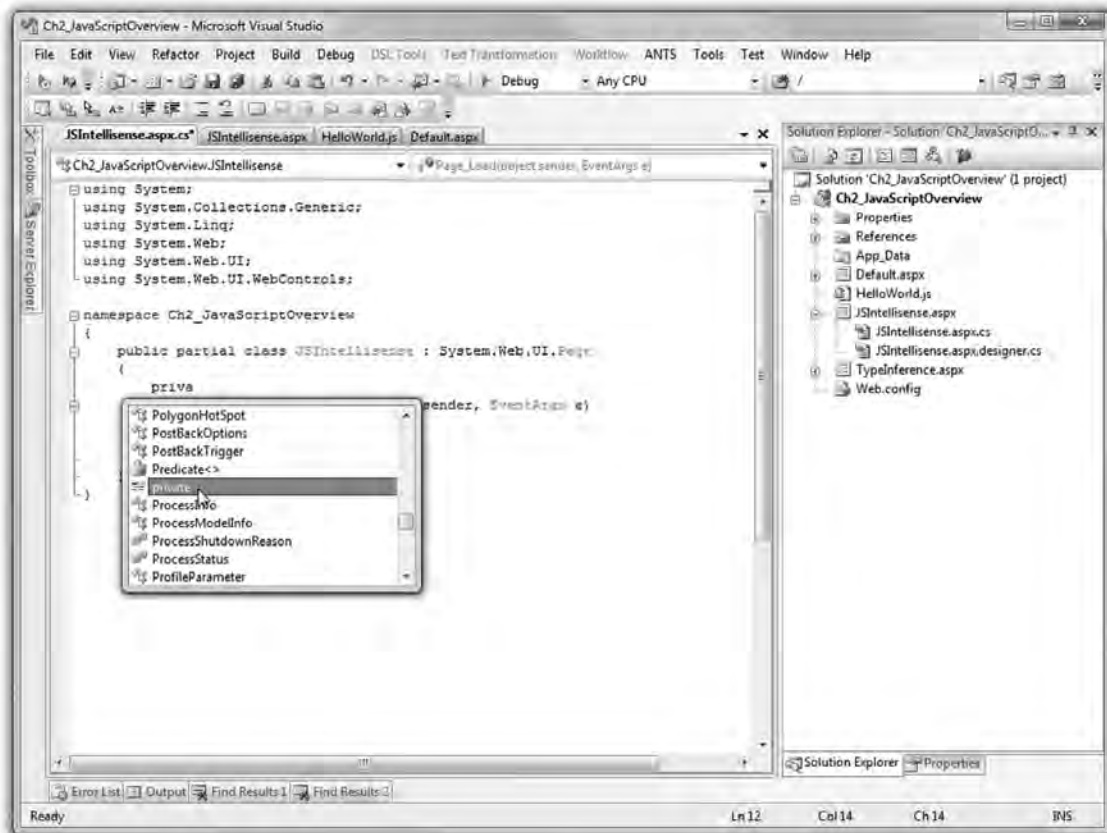 Ch2_JavaScriptOverview - Microsoft Visual Studio
File Edit View Refactor Project Build Debug DSL Tools Text Transformation Workflow ANTS Tools Test Window Help
Debug Any CPU /
JSIntellisense.aspx.cs* JSIntellisense.aspx HelloWorld.js Default.aspx
Ch2_JavaScriptOverview.JSIntellisense Page_Load(object sender, EventArgs e)
Toolbox
Server Explorer
using System;
using System.Collections.Generic;
using System.Linq;
using System.Web;
using System.Web.UI;
using System.Web.UI.WebControls;
namespace Ch2_JavaScriptOverview
{
public partial class JSIntellisense : System.Web.UI.Page
{
priva
sender, EventArgs e)
PolygonHotSpot
PostBackOptions
PostBackTrigger
Predicate<>
private
ProcessInfo
ProcessModelInfo
ProcessShutdownReason
ProcessStatus
ProfileParameter
}
Solution Explorer - Solution 'Ch2_JavaScriptO...
Solution 'Ch2_JavaScriptOverview' (1 project)
Ch2_JavaScriptOverview
Properties
References
App_Data
Default.aspx
HelloWorld.js
JSIntellisense.aspx
JSIntellisense.aspx.cs
JSIntellisense.aspx.designer.cs
TypeInference.aspx
Web.config
Solution Explorer Properties
Error List Output Find Results 1 Find Results 2
Ready Ln 12 Col 14 Ch 14 INS